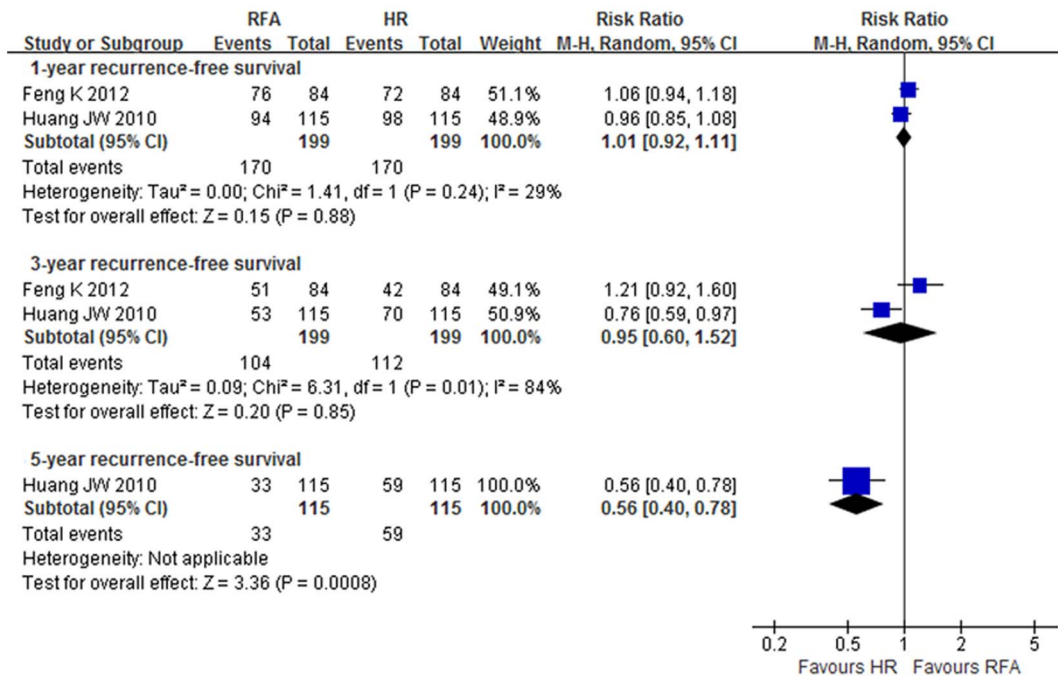 RFA HR Risk Ratio Risk Ratio
Study or Subgroup Events Total Events Total Weight M-H, Random, 95% CI M-H, Random, 95% CI
1-year recurrence-free survival
Feng K 2012 76 84 72 84 51.1% 1.06 [0.94, 1.18]
Huang JW 2010 94 115 98 115 48.9% 0.96 [0.85, 1.08]
Subtotal (95% CI) 199 199 100.0% 1.01 [0.92, 1.11]
Total events 170 170
Heterogeneity: Tau² = 0.00; Chi² = 1.41, df = 1 (P = 0.24); I² = 29%
Test for overall effect: Z = 0.15 (P = 0.88)
3-year recurrence-free survival
Feng K 2012 51 84 42 84 49.1% 1.21 [0.92, 1.60]
Huang JW 2010 53 115 70 115 50.9% 0.76 [0.59, 0.97]
Subtotal (95% CI) 199 199 100.0% 0.95 [0.60, 1.52]
Total events 104 112
Heterogeneity: Tau² = 0.09; Chi² = 6.31, df = 1 (P = 0.01); I² = 84%
Test for overall effect: Z = 0.20 (P = 0.85)
5-year recurrence-free survival
Huang JW 2010 33 115 59 115 100.0% 0.56 [0.40, 0.78]
Subtotal (95% CI) 115 115 100.0% 0.56 [0.40, 0.78]
Total events 33 59
Heterogeneity: Not applicable
Test for overall effect: Z = 3.36 (P = 0.0008)
0.2 0.5 1 2 5
Favours HR Favours RFA